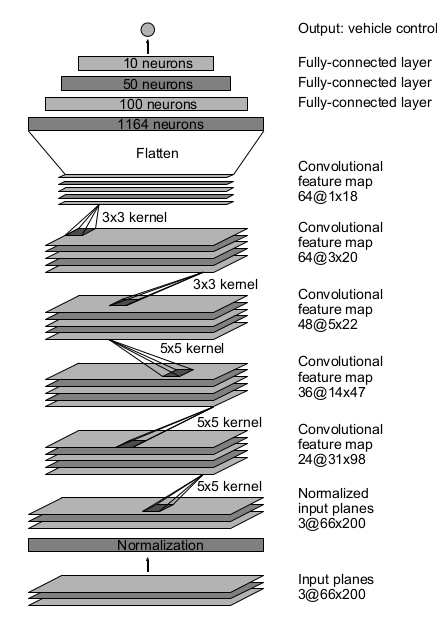 Output: vehicle control
10 neurons
Fully-connected layer
50 neurons
Fully-connected layer
100 neurons
Fully-connected layer
1164 neurons
Flatten
Convolutional
feature map
64@1x18
3x3 kernel
Convolutional
feature map
64@3x20
3x3 kernel
Convolutional
feature map
48@5x22
5x5 kernel
Convolutional
feature map
36@14x47
5x5 kernel
Convolutional
feature map
24@31x98
5x5 kernel
Normalized
input planes
3@66x200
Normalization
Input planes
3@66x200